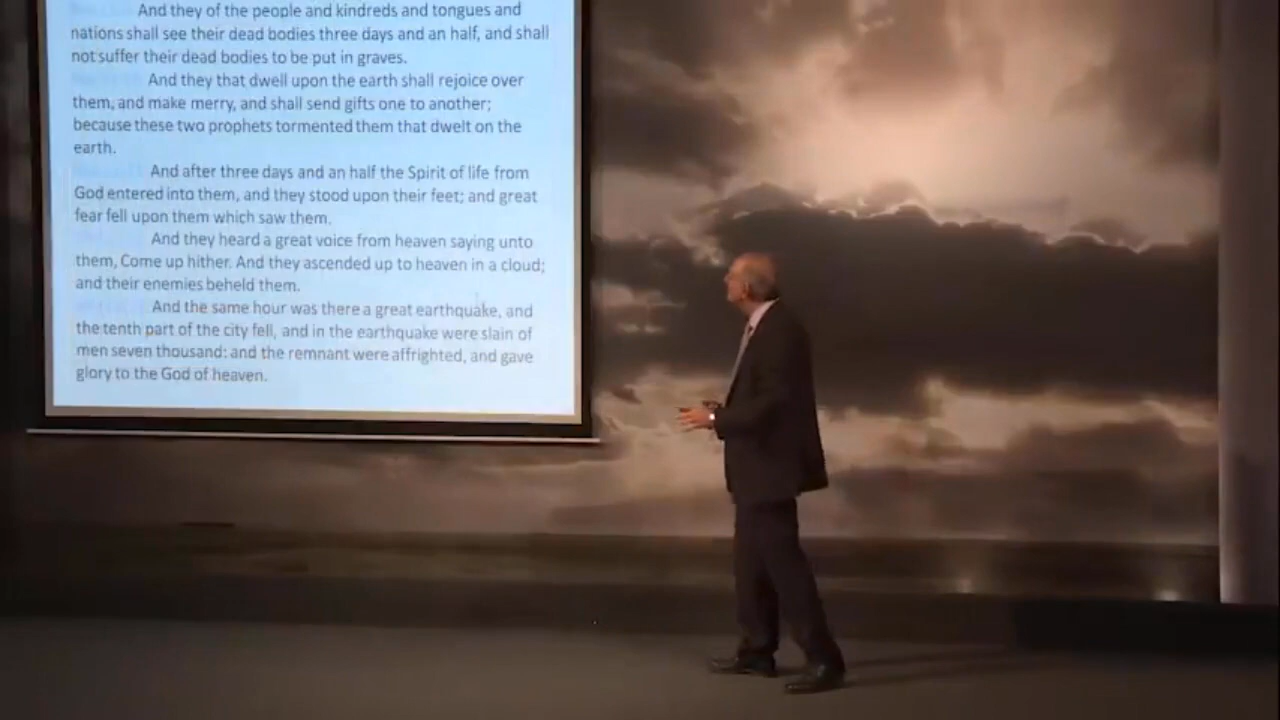 And they of the people and kindreds and tongues and
nations shall see their dead bodies three days and an half, and shall
not suffer their dead bodies to be put in graves.
And they that dwell upon the earth shall rejoice over
them, and make merry, and shall send gifts one to another;
because these two prophets tormented them that dwelt on the
earth.
And after three days and an half the Spirit of life from
God entered into them, and they stood upon their feet; and great
fear fell upon them which saw them.
And they heard a great voice from heaven saying unto
them, Come up hither. And they ascended up to heaven in a cloud;
and their enemies beheld them.
And the same hour was there a great earthquake, and
the tenth part of the city fell, and in the earthquake were slain of
men seven thousand: and the remnant were affrighted, and gave
glory to the God of heaven.